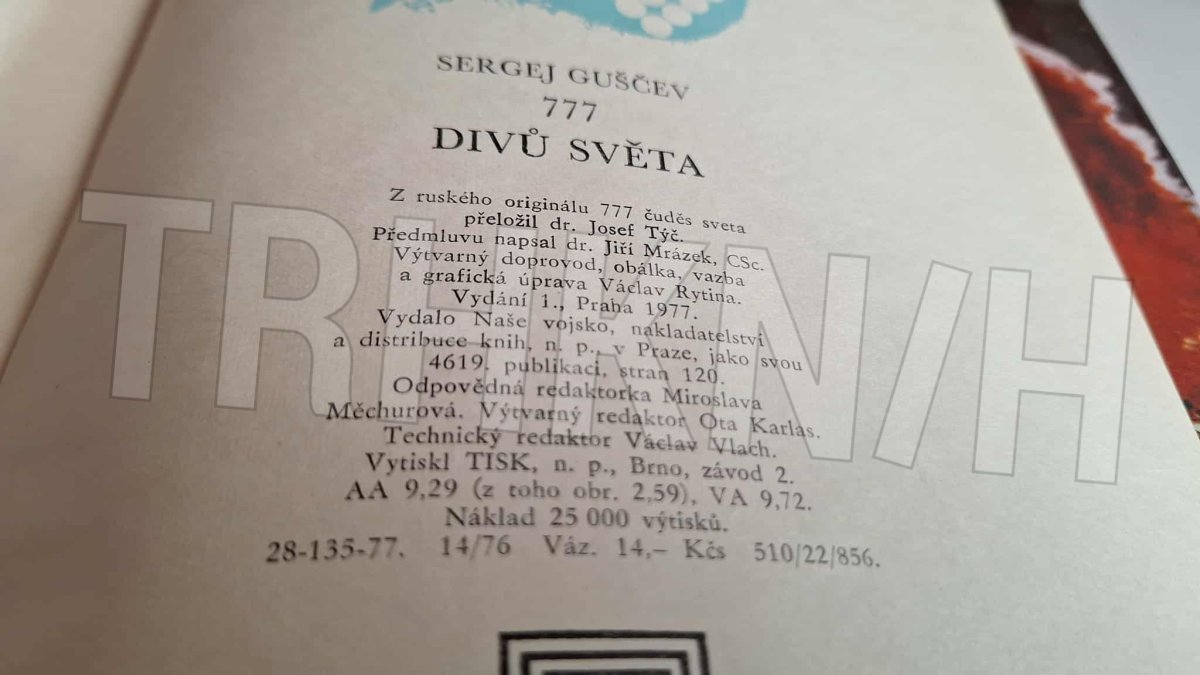 SERGEJ GUŠČEV
777
DIVŮ SVĚTA
Z ruského originálu 777 čuděs sveta
přeložil dr. Josef Týč.
Předmluvu napsal dr. Jiří Mrázek, CSc.
Výtvarný doprovod, obálka, vazba
a grafická úprava Václav Rytina.
Vydání 1., Praha 1977.
Vydalo Naše vojsko, nakladatelství
a distribuce knih, n. p., v Praze, jako svou
4619. publikaci, stran 120.
Odpovědná redaktorka Miroslava
Měchurová. Výtvarný redaktor Ota Karlas.
Technický redaktor Václav Vlach.
Vytiskl TISK, n. p., Brno, závod 2.
AA 9,29 (z toho obr. 2,59), VA 9,72.
Náklad 25 000 výtisků.
28-135-77. 14/76 Váz. 14,– Kčs 510/22/856.